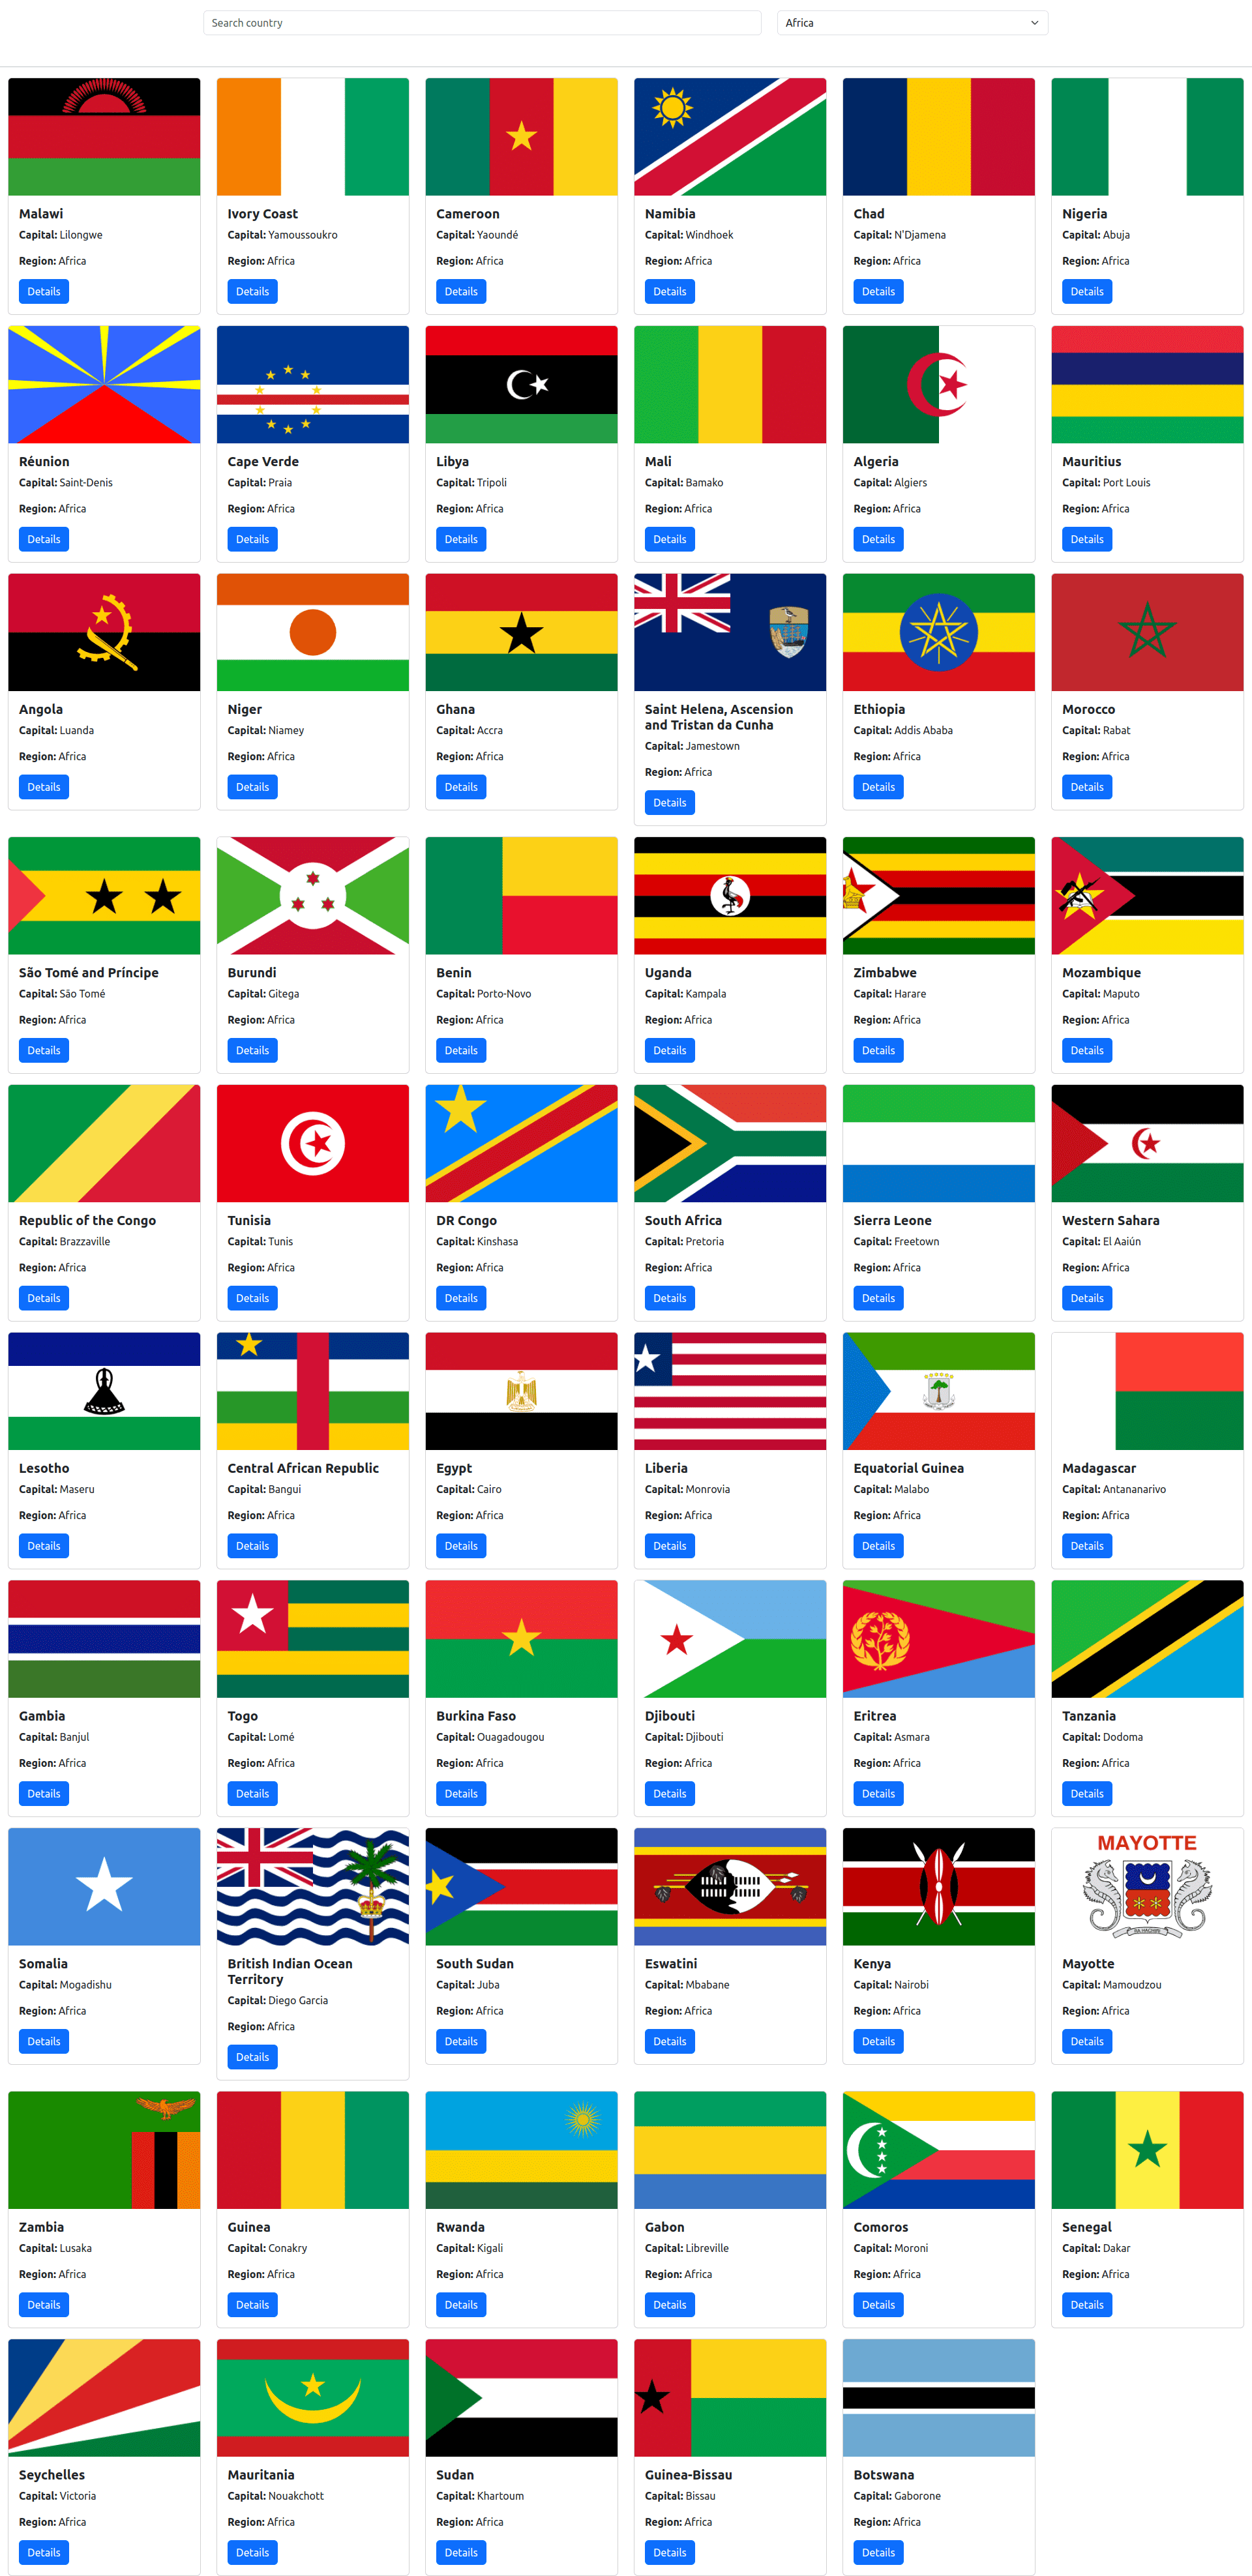 Search country
Africa
Malawi
Capital: Lilongwe
Region: Africa
Details
Ivory Coast
Capital: Yamoussoukro
Region: Africa
Details
Cameroon
Capital: Yaoundé
Region: Africa
Details
Namibia
Capital: Windhoek
Region: Africa
Details
Chad
Capital: N'Djamena
Region: Africa
Details
Nigeria
Capital: Abuja
Region: Africa
Details
Réunion
Capital: Saint-Denis
Region: Africa
Details
Cape Verde
Capital: Praia
Region: Africa
Details
Libya
Capital: Tripoli
Region: Africa
Details
Mali
Capital: Bamako
Region: Africa
Details
Algeria
Capital: Algiers
Region: Africa
Details
Mauritius
Capital: Port Louis
Region: Africa
Details
Angola
Capital: Luanda
Region: Africa
Details
Niger
Capital: Niamey
Region: Africa
Details
Ghana
Capital: Accra
Region: Africa
Details
Saint Helena, Ascension
and Tristan da Cunha
Capital: Jamestown
Region: Africa
Details
Ethiopia
Capital: Addis Ababa
Region: Africa
Details
Morocco
Capital: Rabat
Region: Africa
Details
São Tomé and Príncipe
Capital: São Tomé
Region: Africa
Details
Burundi
Capital: Gitega
Region: Africa
Details
Benin
Capital: Porto-Novo
Region: Africa
Details
Uganda
Capital: Kampala
Region: Africa
Details
Zimbabwe
Capital: Harare
Region: Africa
Details
Mozambique
Capital: Maputo
Region: Africa
Details
Republic of the Congo
Capital: Brazzaville
Region: Africa
Details
Tunisia
Capital: Tunis
Region: Africa
Details
DR Congo
Capital: Kinshasa
Region: Africa
Details
South Africa
Capital: Pretoria
Region: Africa
Details
Sierra Leone
Capital: Freetown
Region: Africa
Details
Western Sahara
Capital: El Aaiún
Region: Africa
Details
Lesotho
Capital: Maseru
Region: Africa
Details
Central African Republic
Capital: Bangui
Region: Africa
Details
Egypt
Capital: Cairo
Region: Africa
Details
Liberia
Capital: Monrovia
Region: Africa
Details
Equatorial Guinea
Capital: Malabo
Region: Africa
Details
Madagascar
Capital: Antananarivo
Region: Africa
Details
Gambia
Capital: Banjul
Region: Africa
Details
Togo
Capital: Lomé
Region: Africa
Details
Burkina Faso
Capital: Ouagadougou
Region: Africa
Details
Djibouti
Capital: Djibouti
Region: Africa
Details
Eritrea
Capital: Asmara
Region: Africa
Details
Tanzania
Capital: Dodoma
Region: Africa
Details
Somalia
Capital: Mogadishu
Region: Africa
Details
British Indian Ocean
Territory
Capital: Diego Garcia
Region: Africa
Details
South Sudan
Capital: Juba
Region: Africa
Details
Eswatini
Capital: Mbabane
Region: Africa
Details
Kenya
Capital: Nairobi
Region: Africa
Details
MAYOTTE
Mayotte
Capital: Mamoudzou
Region: Africa
Details
Zambia
Capital: Lusaka
Region: Africa
Details
Guinea
Capital: Conakry
Region: Africa
Details
Rwanda
Capital: Kigali
Region: Africa
Details
Gabon
Capital: Libreville
Region: Africa
Details
Comoros
Capital: Moroni
Region: Africa
Details
Senegal
Capital: Dakar
Region: Africa
Details
Seychelles
Capital: Victoria
Region: Africa
Details
Mauritania
Capital: Nouakchott
Region: Africa
Details
Sudan
Capital: Khartoum
Region: Africa
Details
Guinea-Bissau
Capital: Bissau
Region: Africa
Details
Botswana
Capital: Gaborone
Region: Africa
Details